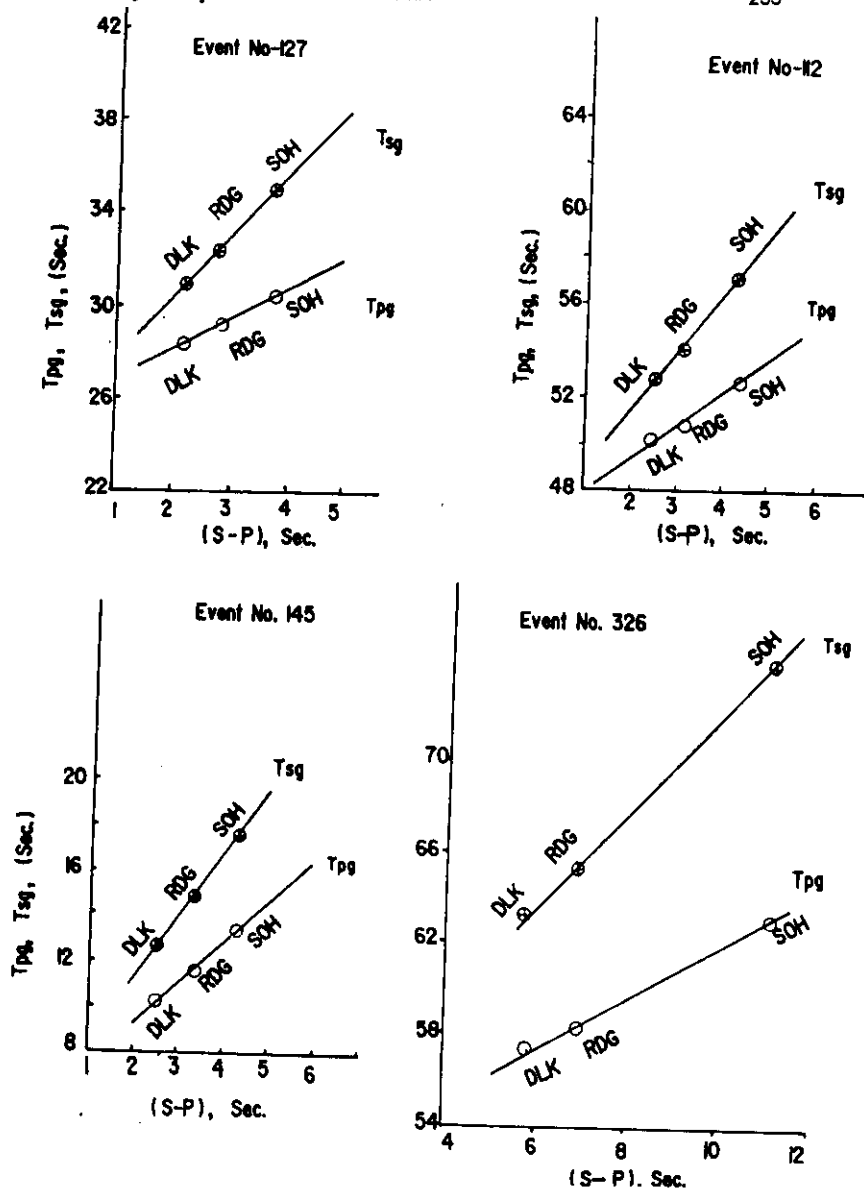 Event No-127
42
38
34
30
26
22
Tpg, Tsg, (Sec.)
Tsg
SOH
RDG
DLK
Tpg
SOH
RDG
DLK
1 2 3 4 5
(S-P), Sec.
Event No-112
64
60
56
52
48
Tpg, Tsg, (Sec.)
Tsg
SOH
RDG
DLK
Tpg
SOH
RDG
DLK
2 3 4 5 6
(S-P), Sec.
Event No. 145
20
16
12
8
Tpg, Tsg, (Sec.)
Tsg
SOH
RDG
DLK
Tpg
SOH
RDG
DLK
1 2 3 4 5 6
(S-P), Sec.
Event No. 326
70
66
62
58
54
Tsg
SOH
RDG
DLK
Tpg
SOH
RDG
DLK
4 6 8 10 12
(S-P). Sec.